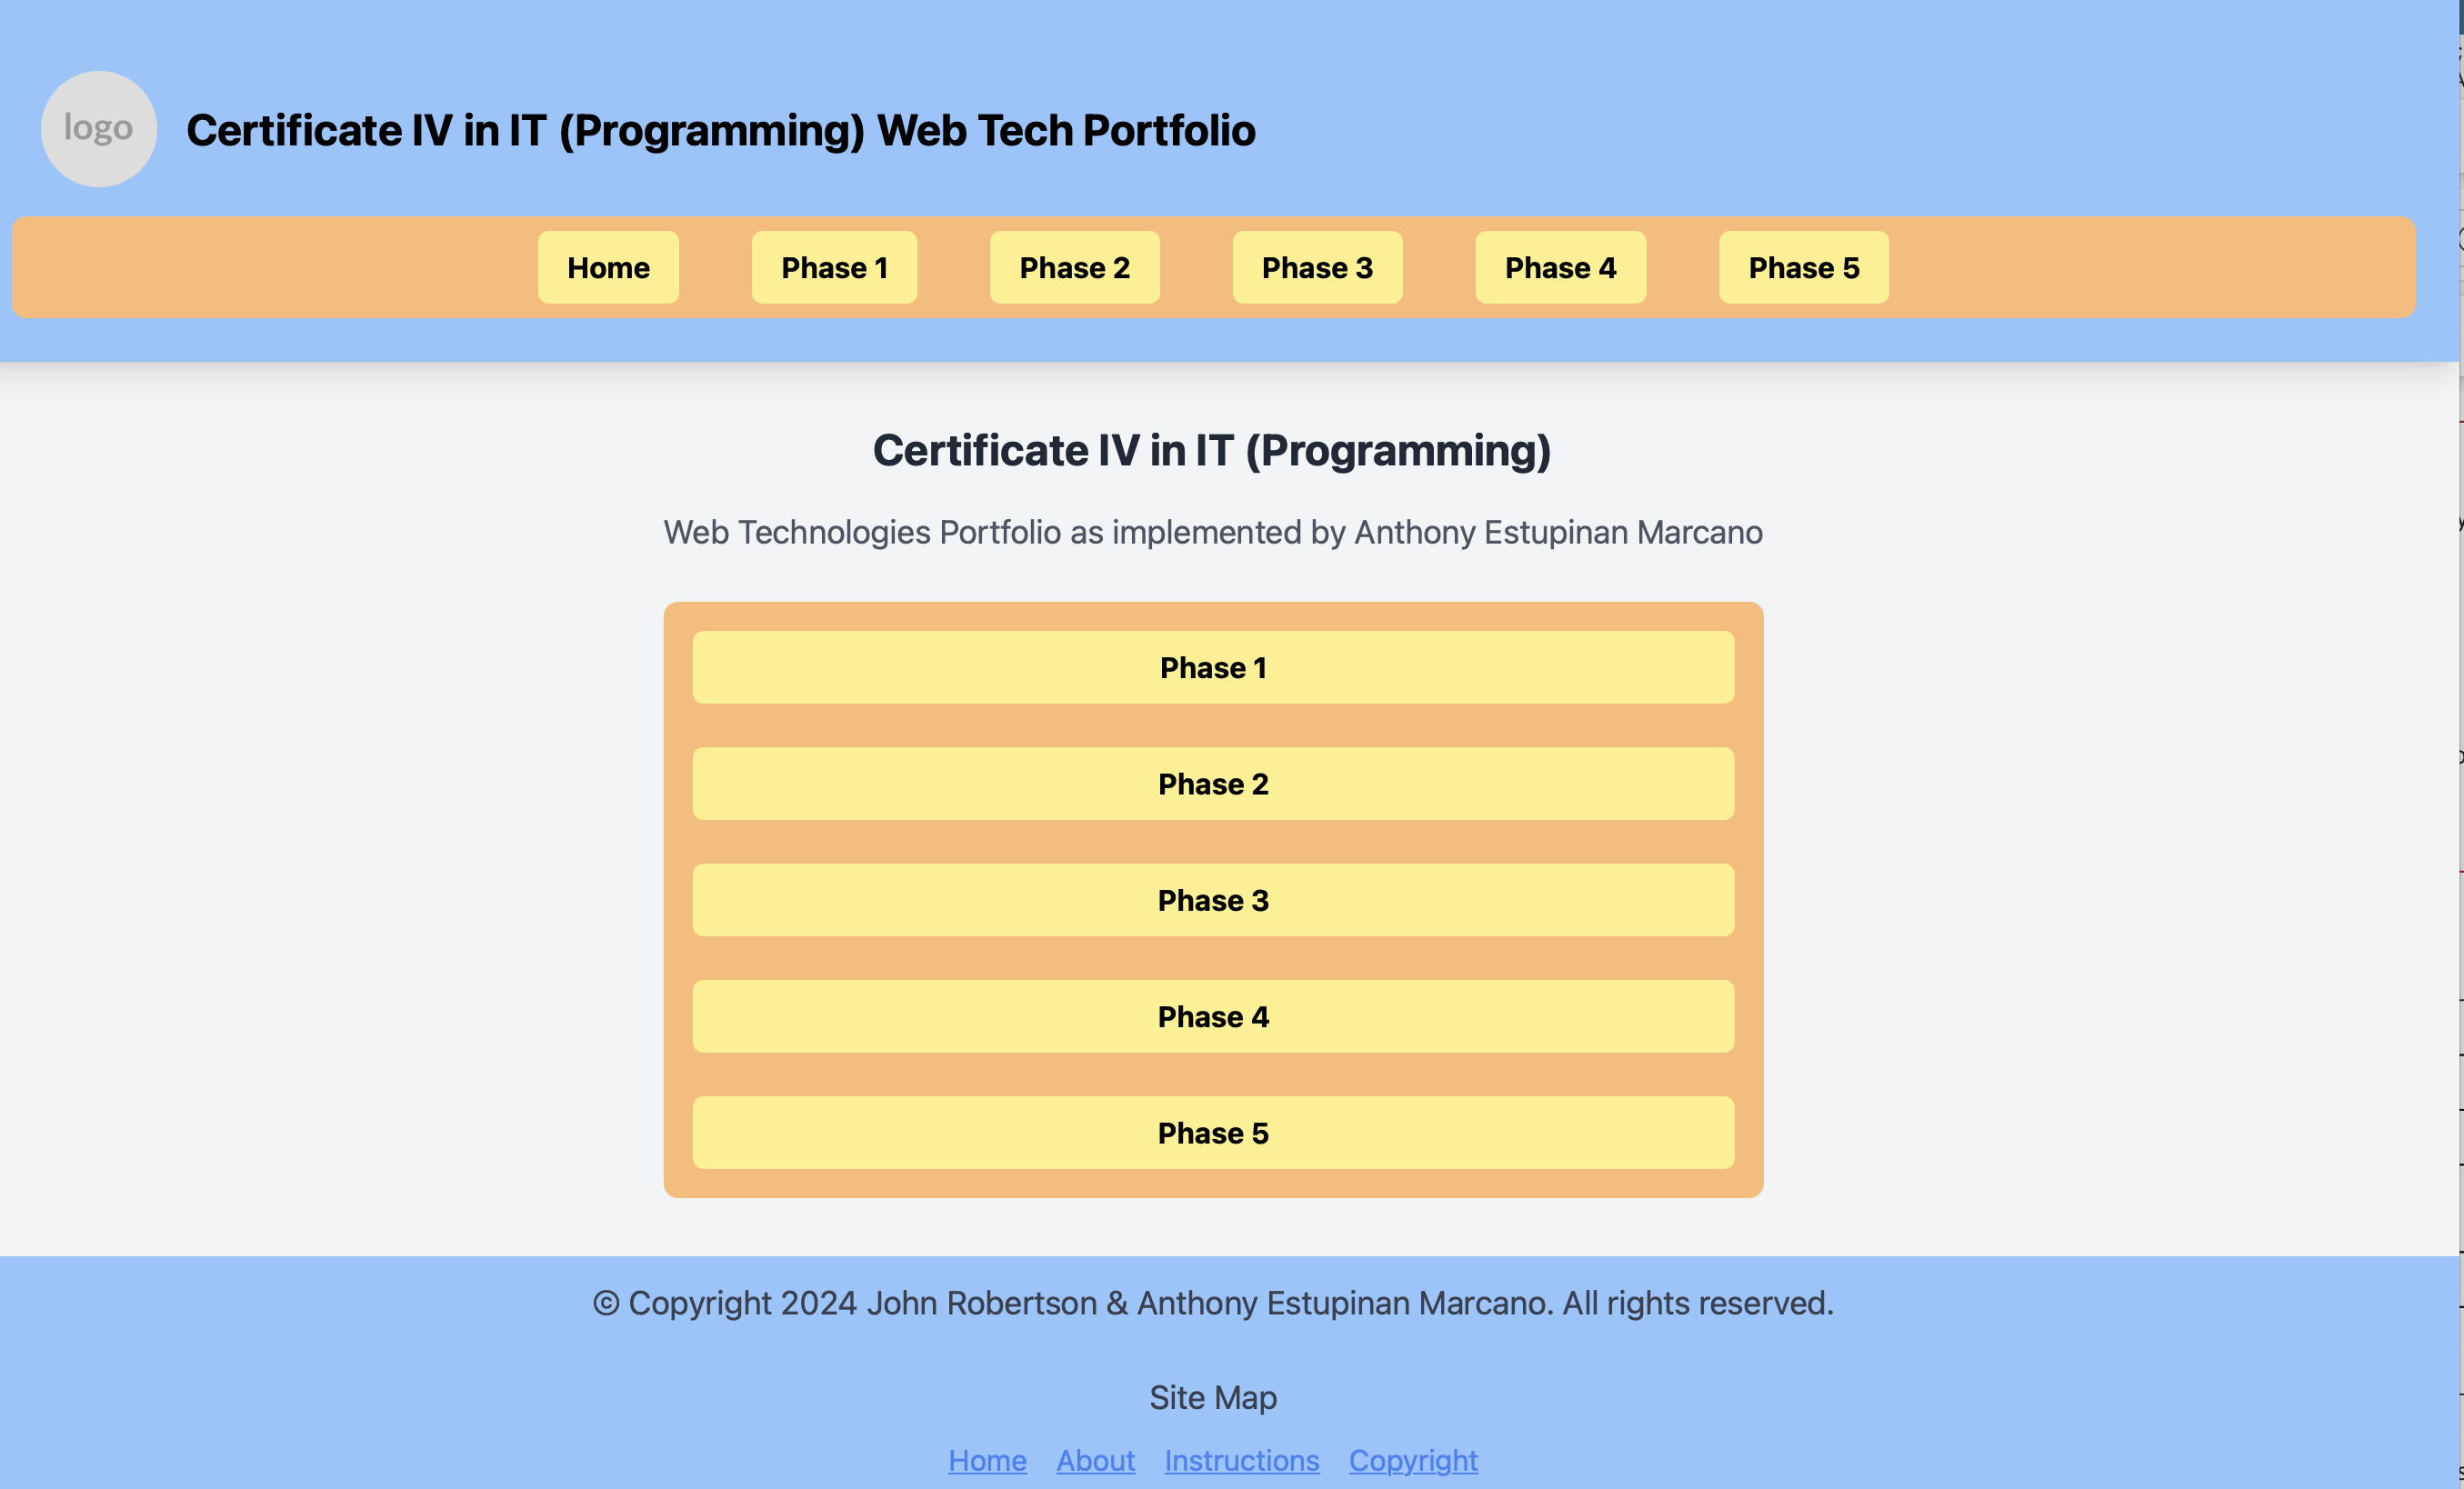 logo
Certificate IV in IT (Programming) Web Tech Portfolio
Home Phase 1 Phase 2 Phase 3 Phase 4 Phase 5
Certificate IV in IT (Programming)
Web Technologies Portfolio as implemented by Anthony Estupinan Marcano
Phase 1
Phase 2
Phase 3
Phase 4
Phase 5
© Copyright 2024 John Robertson & Anthony Estupinan Marcano. All rights reserved.
Site Map
Home About Instructions Copyright